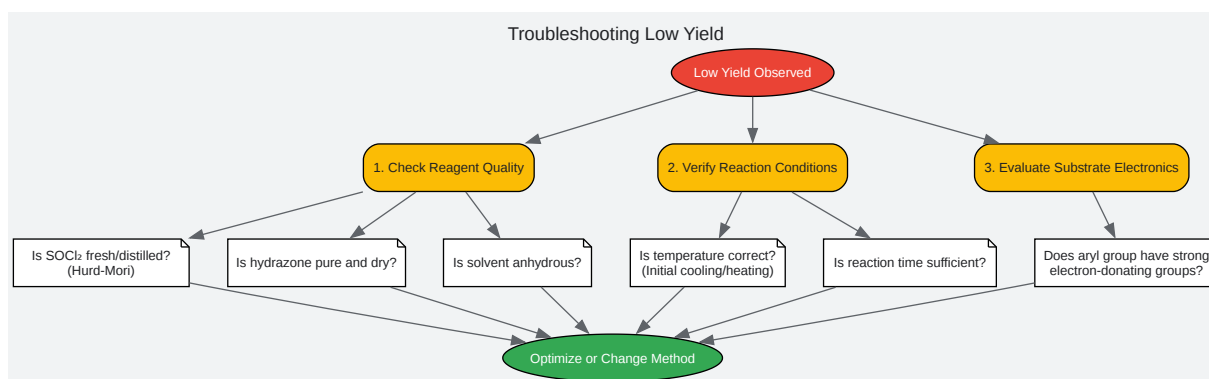 Troubleshooting Low Yield
Low Yield Observed
1. Check Reagent Quality
2. Verify Reaction Conditions
3. Evaluate Substrate Electronics
Is SOCl₂ fresh/distilled?
(Hurd-Mori)
Is hydrazone pure and dry?
Is solvent anhydrous?
Is temperature correct?
(Initial cooling/heating)
Is reaction time sufficient?
Does aryl group have strong
electron-donating groups?
Optimize or Change Method